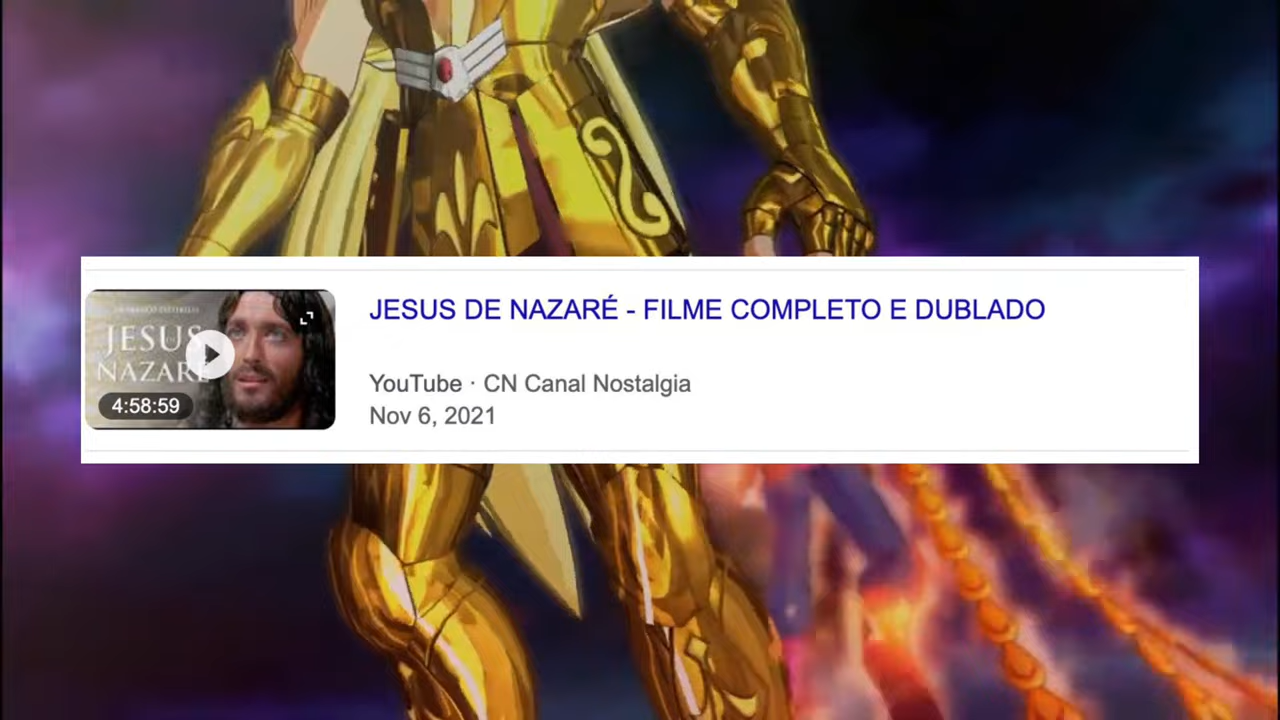 JESUS DE NAZARÉ - FILME COMPLETO E DUBLADO
JESUS
NAZARÉ
4:58:59
YouTube · CN Canal Nostalgia
Nov 6, 2021